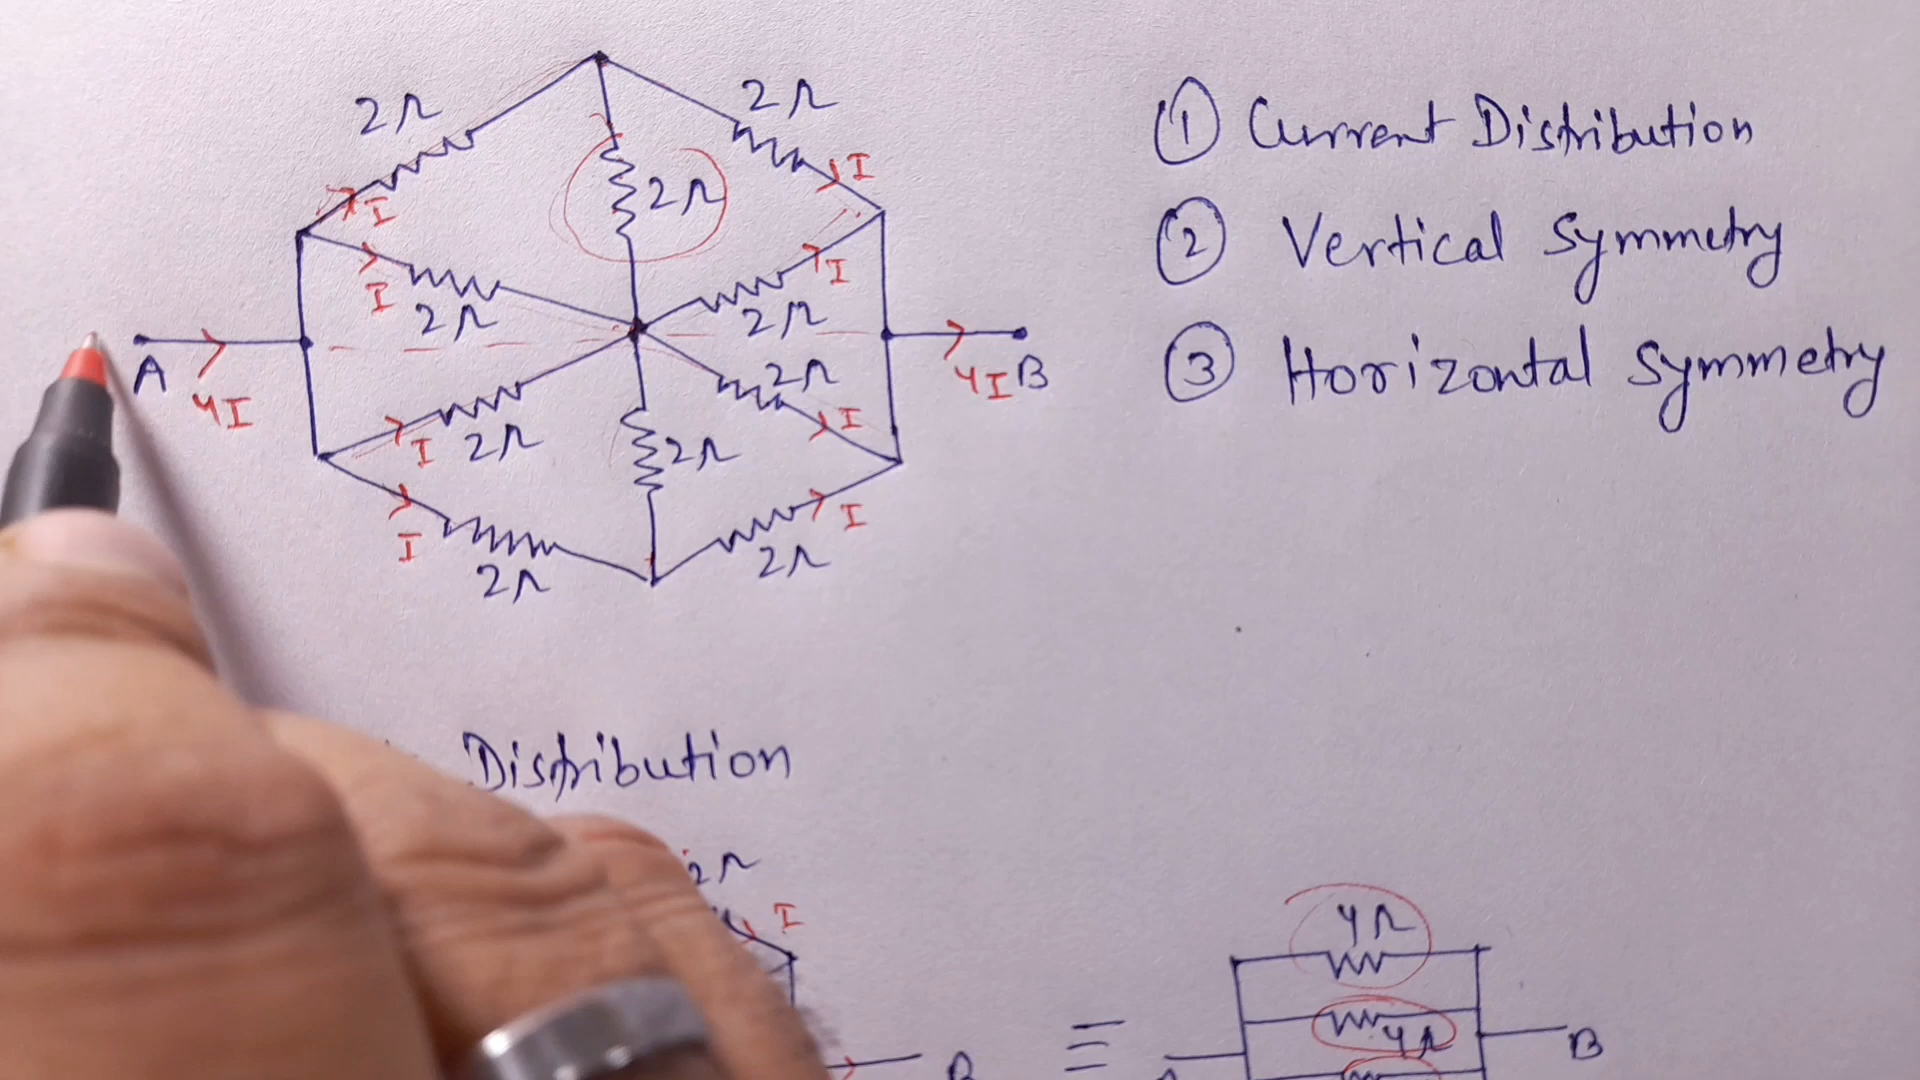 2Ω
2Ω
① Current Distribution
2Ω
I
I
② Vertical Symmetry
I
I
2Ω
2Ω
A
4I
③ Horizontal Symmetry
2Ω
4I B
I
2Ω
I
2Ω
I
I
2Ω
2Ω
Distribution
2Ω
I
4Ω
4Ω
B
B